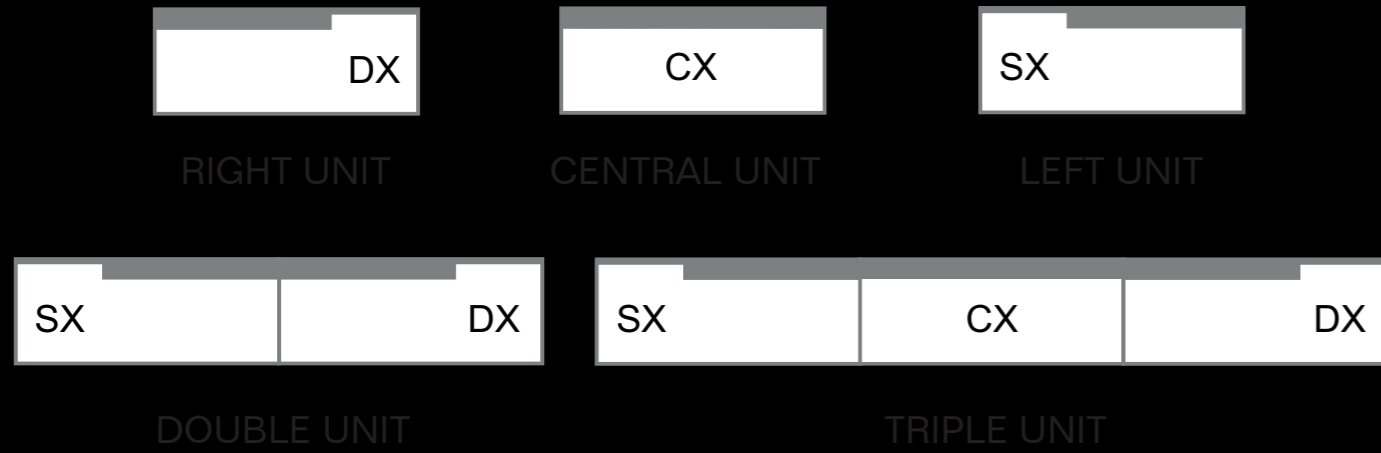 DX CX SX
RIGHT UNIT CENTRAL UNIT LEFT UNIT
SX DX SX CX DX
DOUBLE UNIT TRIPLE UNIT